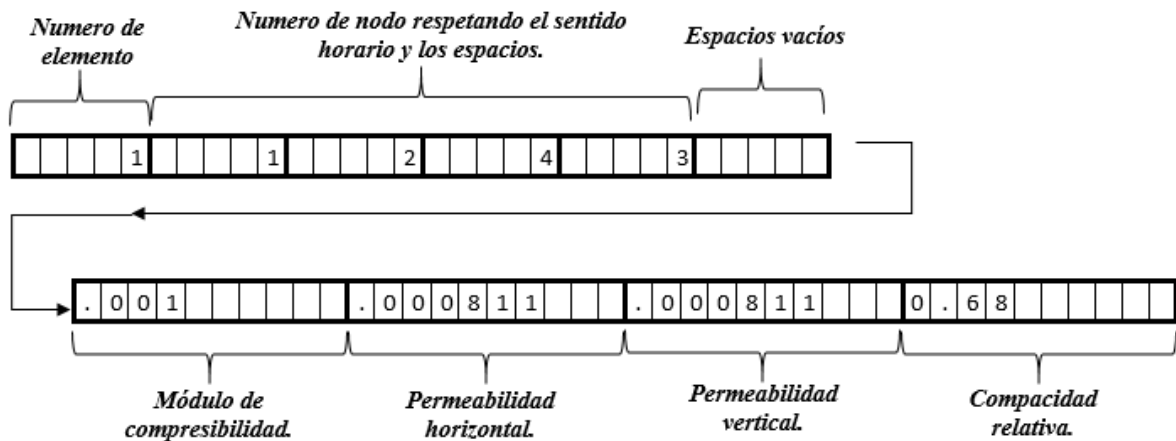 Numero de
elemento
Numero de nodo respetando el sentido
horario y los espacios.
Espacios vacíos
1 1 2 4 3
.001 .000811 .000811 0.68
Módulo de
compresibilidad.
Permeabilidad
horizontal.
Permeabilidad
vertical.
Compacidad
relativa.